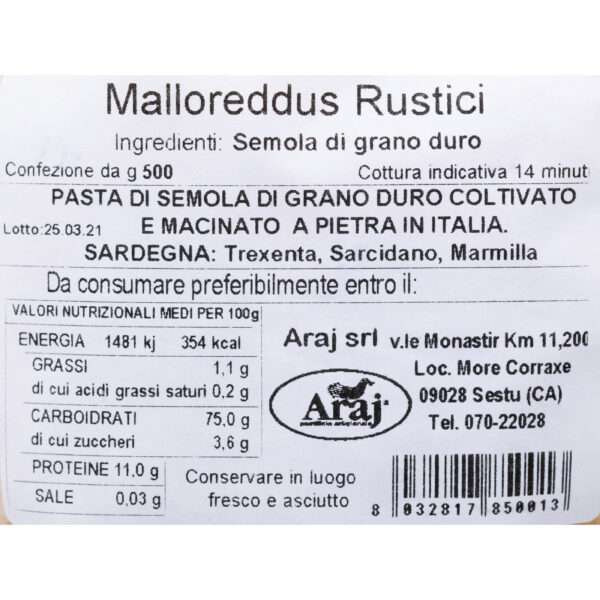 Malloreddus Rustici
Ingredienti: Semola di grano duro
Confezione da g 500 Cottura indicativa 14 minut
PASTA DI SEMOLA DI GRANO DURO COLTIVATO
Lotto:25.03.21 E MACINATO A PIETRA IN ITALIA.
SARDEGNA: Trexenta, Sarcidano, Marmilla
Da consumare preferibilmente entro il:
VALORI NUTRIZIONALI MEDI PER 100g
ENERGIA 1481 kj 354 kcal
GRASSI 1,1 g
di cui acidi grassi saturi 0,2 g
CARBOIDRATI 75,0 g
di cui zuccheri 3,6 g
PROTEINE 11,0 g
SALE 0,03 g
Araj srl v.le Monastir Km 11,200
Loc. More Corraxe
09028 Sestu (CA)
Tel. 070-22028
Araj
pastificio artigianale
Conservare in luogo
fresco e asciutto
8 032817 850013